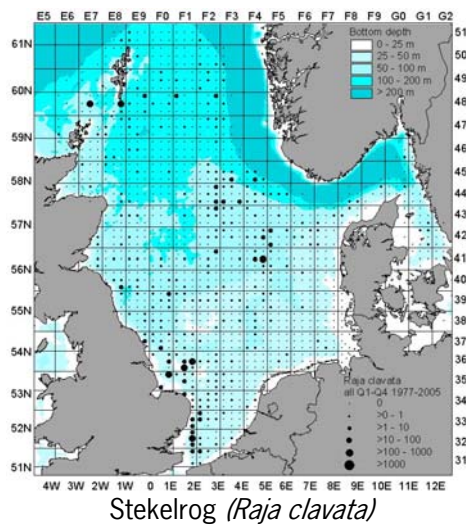 E5 E6 E7 E8 E9 F0 F1 F2 F3 F4 F5 F6 F7 F8 F9 G0 G1 G2
61N 60N 59N 58N 57N 56N 55N 54N 53N 52N 51N
51 50 49 48 47 46 45 44 43 42 41 40 39 38 37 36 35 34 33 32 31
Bottom depth
0 - 25 m
25 - 50 m
50 - 100 m
100 - 200 m
> 200 m
Raja clavata
all Q1-Q4 1977-2005
0
>0 - 1
>1 - 10
>10 - 100
>100 - 1000
>1000
4W 3W 2W 1W 0 1E 2E 3E 4E 5E 6E 7E 8E 9E 10E 11E 12E
Stekelrog (Raja clavata)